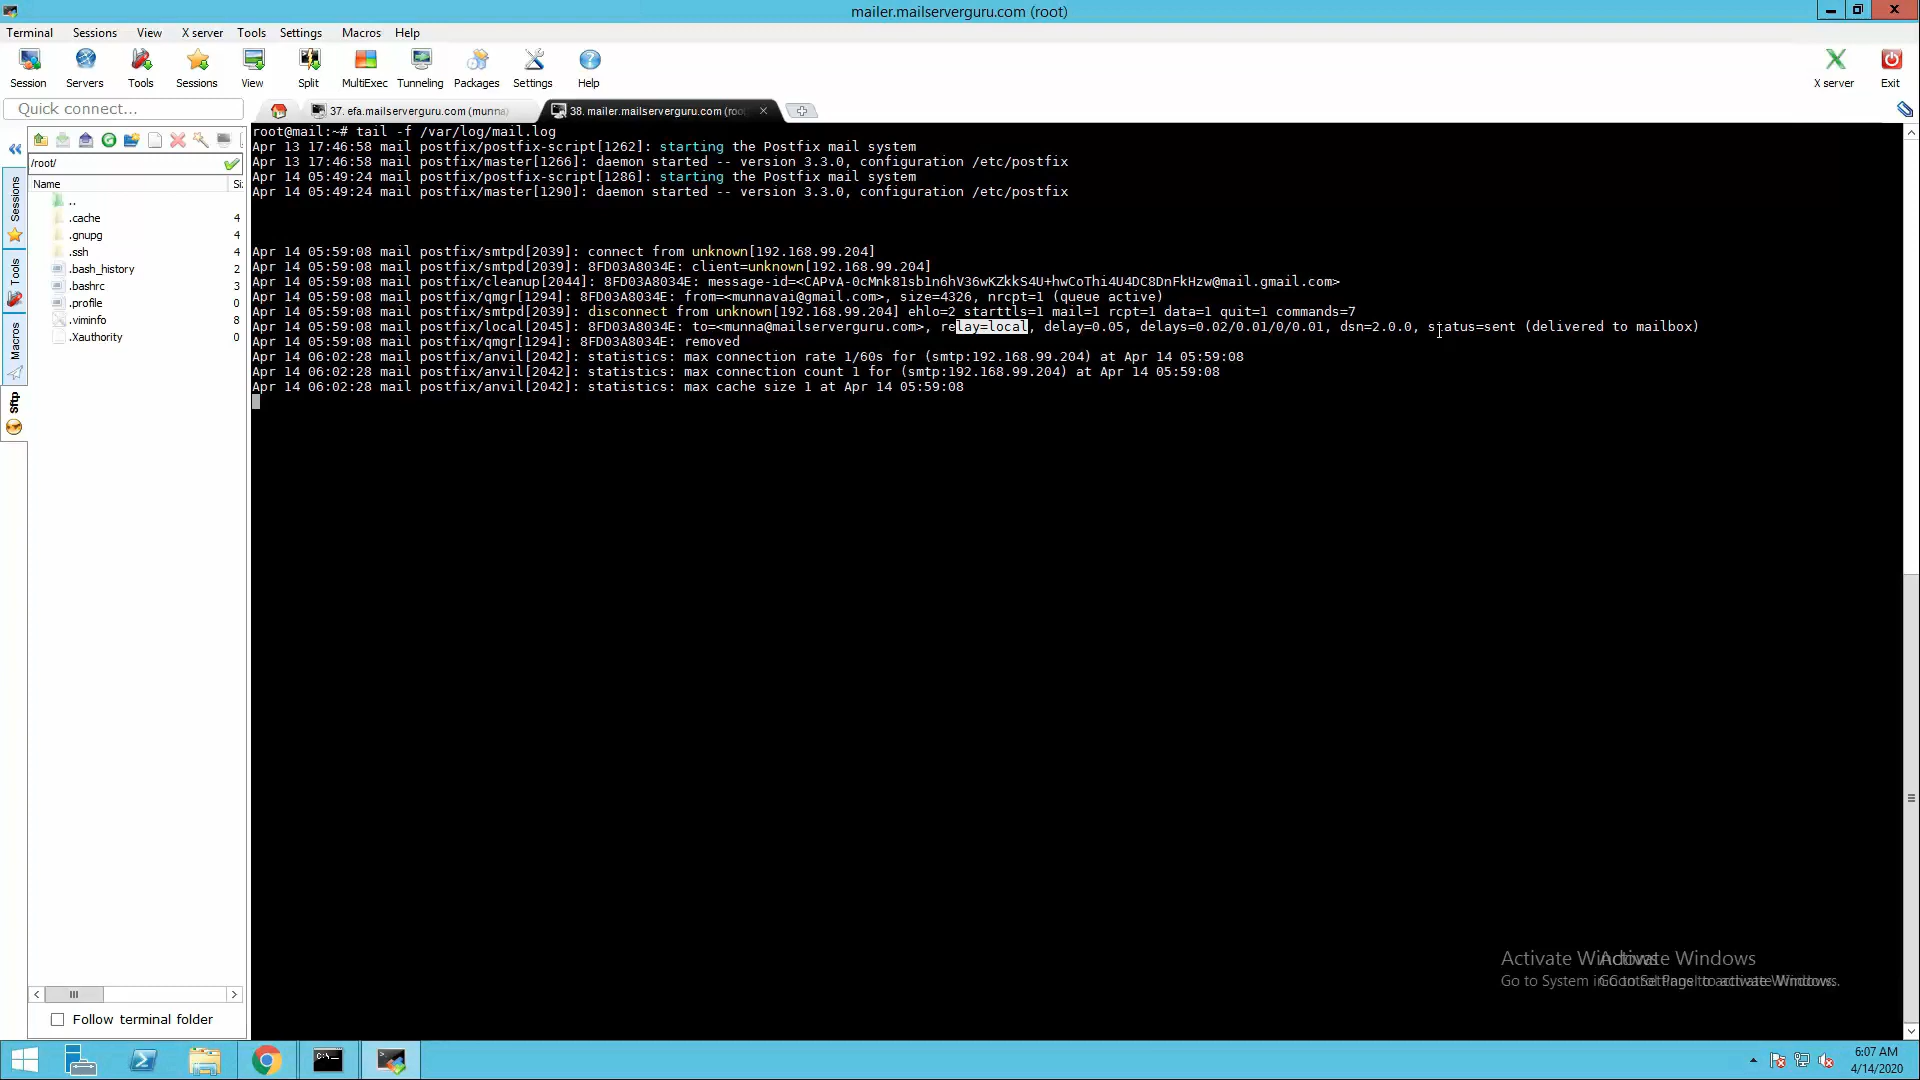 mailer.mailserverguru.com (root)
Terminal Sessions View X server Tools Settings Macros Help
Session Servers Tools Sessions View Split MultiExec Tunneling Packages Settings Help X server Exit
Quick connect...
37. efa.mailserverguru.com (munna)
38. mailer.mailserverguru.com (roo
/root/
Name
..
.cache 4
.gnupg 4
.ssh 4
.bash_history 2
.bashrc 3
.profile 0
.viminfo 8
.Xauthority 0
Sessions
Tools
Macros
Sftp
Follow terminal folder
root@mail:~# tail -f /var/log/mail.log
Apr 13 17:46:58 mail postfix/postfix-script[1262]: starting the Postfix mail system
Apr 13 17:46:58 mail postfix/master[1266]: daemon started -- version 3.3.0, configuration /etc/postfix
Apr 14 05:49:24 mail postfix/postfix-script[1286]: starting the Postfix mail system
Apr 14 05:49:24 mail postfix/master[1290]: daemon started -- version 3.3.0, configuration /etc/postfix
Apr 14 05:59:08 mail postfix/smtpd[2039]: connect from unknown[192.168.99.204]
Apr 14 05:59:08 mail postfix/smtpd[2039]: 8FD03A8034E: client=unknown[192.168.99.204]
Apr 14 05:59:08 mail postfix/cleanup[2044]: 8FD03A8034E: message-id=<CAPvA-0cMnk81sb1n6hV36wKZkkS4U+hwCoThi4U4DC8DnFkHzw@mail.gmail.com>
Apr 14 05:59:08 mail postfix/qmgr[1294]: 8FD03A8034E: from=<munnavai@gmail.com>, size=4326, nrcpt=1 (queue active)
Apr 14 05:59:08 mail postfix/smtpd[2039]: disconnect from unknown[192.168.99.204] ehlo=2 starttls=1 mail=1 rcpt=1 data=1 quit=1 commands=7
Apr 14 05:59:08 mail postfix/local[2045]: 8FD03A8034E: to=<munna@mailserverguru.com>, relay=local, delay=0.05, delays=0.02/0.01/0/0.01, dsn=2.0.0, status=sent (delivered to mailbox)
Apr 14 05:59:08 mail postfix/qmgr[1294]: 8FD03A8034E: removed
Apr 14 06:02:28 mail postfix/anvil[2042]: statistics: max connection rate 1/60s for (smtp:192.168.99.204) at Apr 14 05:59:08
Apr 14 06:02:28 mail postfix/anvil[2042]: statistics: max connection count 1 for (smtp:192.168.99.204) at Apr 14 05:59:08
Apr 14 06:02:28 mail postfix/anvil[2042]: statistics: max cache size 1 at Apr 14 05:59:08
Activate Windows
6:07 AM
4/14/2020